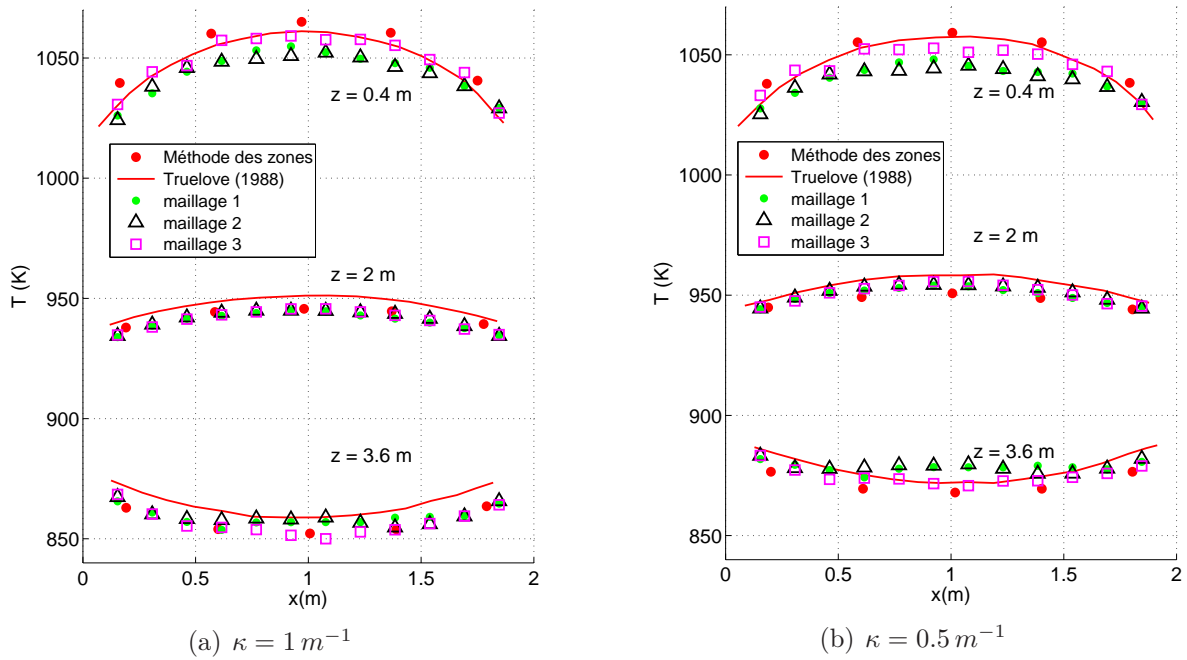 1050
1000
950
900
850
T (K)
0
0.5
1
1.5
2
x(m)
z = 0.4 m
Méthode des zones
Truelove (1988)
maillage 1
maillage 2
maillage 3
z = 2 m
z = 3.6 m
(a) κ = 1 m⁻¹
1050
1000
950
900
850
T (K)
0
0.5
1
1.5
2
x(m)
z = 0.4 m
Méthode des zones
Truelove (1988)
maillage 1
maillage 2
maillage 3
z = 2 m
z = 3.6 m
(b) κ = 0.5 m⁻¹